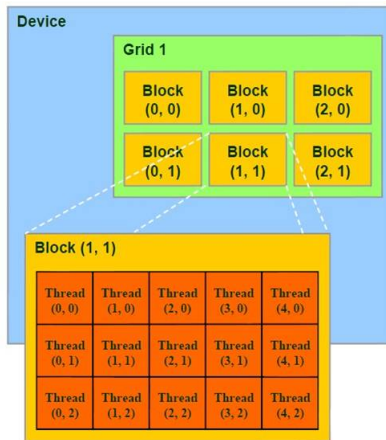 Device
Grid 1
Block Block Block
(0, 0) (1, 0) (2, 0)
Block Block Block
(0, 1) (1, 1) (2, 1)
Block (1, 1)
Thread Thread Thread Thread Thread
(0, 0) (1, 0) (2, 0) (3, 0) (4, 0)
Thread Thread Thread Thread Thread
(0, 1) (1, 1) (2, 1) (3, 1) (4, 1)
Thread Thread Thread Thread Thread
(0, 2) (1, 2) (2, 2) (3, 2) (4, 2)